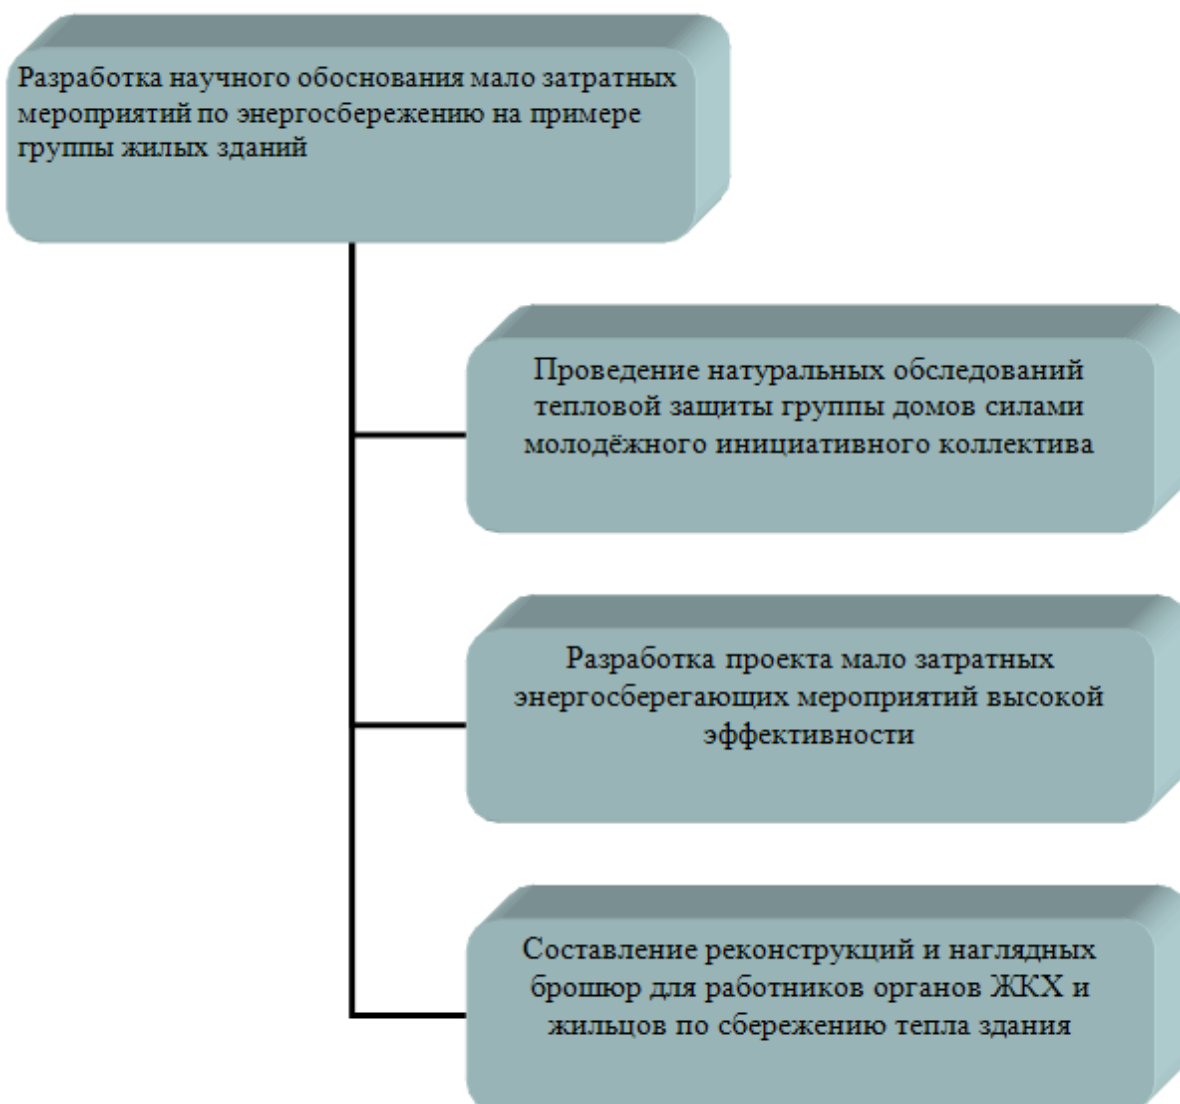 Разработка научного обоснования мало затратных
мероприятий по энергосбережению на примере
группы жилых зданий
Проведение натуральных обследований
тепловой защиты группы домов силами
молодёжного инициативного коллектива
Разработка проекта мало затратных
энергосберегающих мероприятий высокой
эффективности
Составление реконструкций и наглядных
брошюр для работников органов ЖКХ и
жильцов по сбережению тепла здания